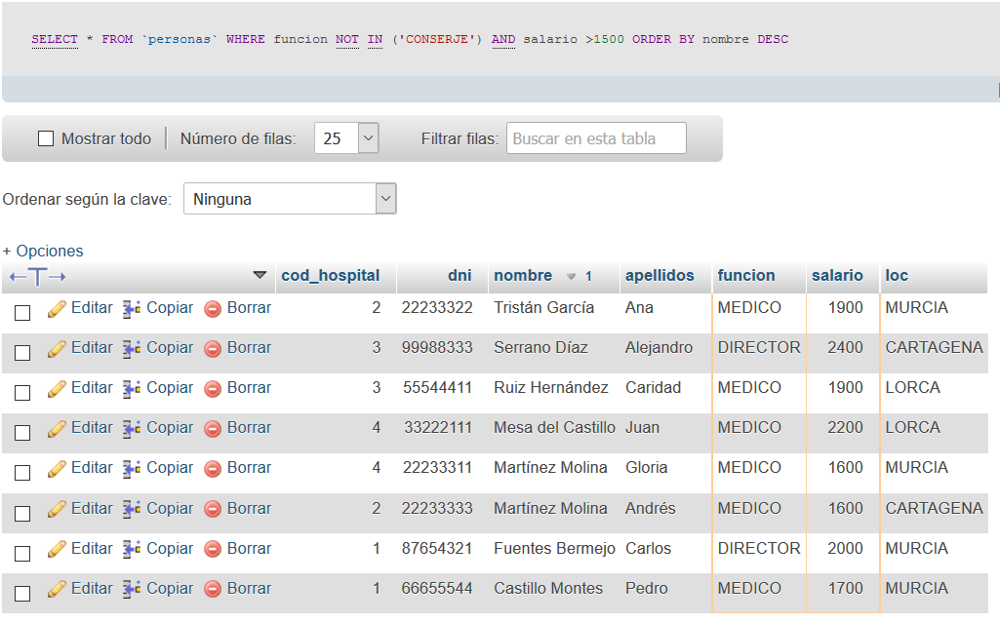 SELECT * FROM `personas` WHERE funcion NOT IN ('CONSERJE') AND salario >1500 ORDER BY nombre DESC
Mostrar todo Número de filas: 25 Filtrar filas: Buscar en esta tabla
Ordenar según la clave: Ninguna
+ Opciones
←T→ cod_hospital dni nombre 1 apellidos funcion salario loc
Editar Copiar Borrar 2 22233322 Tristán García Ana MEDICO 1900 MURCIA
Editar Copiar Borrar 3 99988333 Serrano Díaz Alejandro DIRECTOR 2400 CARTAGENA
Editar Copiar Borrar 3 55544411 Ruiz Hernández Caridad MEDICO 1900 LORCA
Editar Copiar Borrar 4 33222111 Mesa del Castillo Juan MEDICO 2200 LORCA
Editar Copiar Borrar 4 22233311 Martínez Molina Gloria MEDICO 1600 MURCIA
Editar Copiar Borrar 2 22233333 Martínez Molina Andrés MEDICO 1600 CARTAGENA
Editar Copiar Borrar 1 87654321 Fuentes Bermejo Carlos DIRECTOR 2000 MURCIA
Editar Copiar Borrar 1 66655544 Castillo Montes Pedro MEDICO 1700 MURCIA